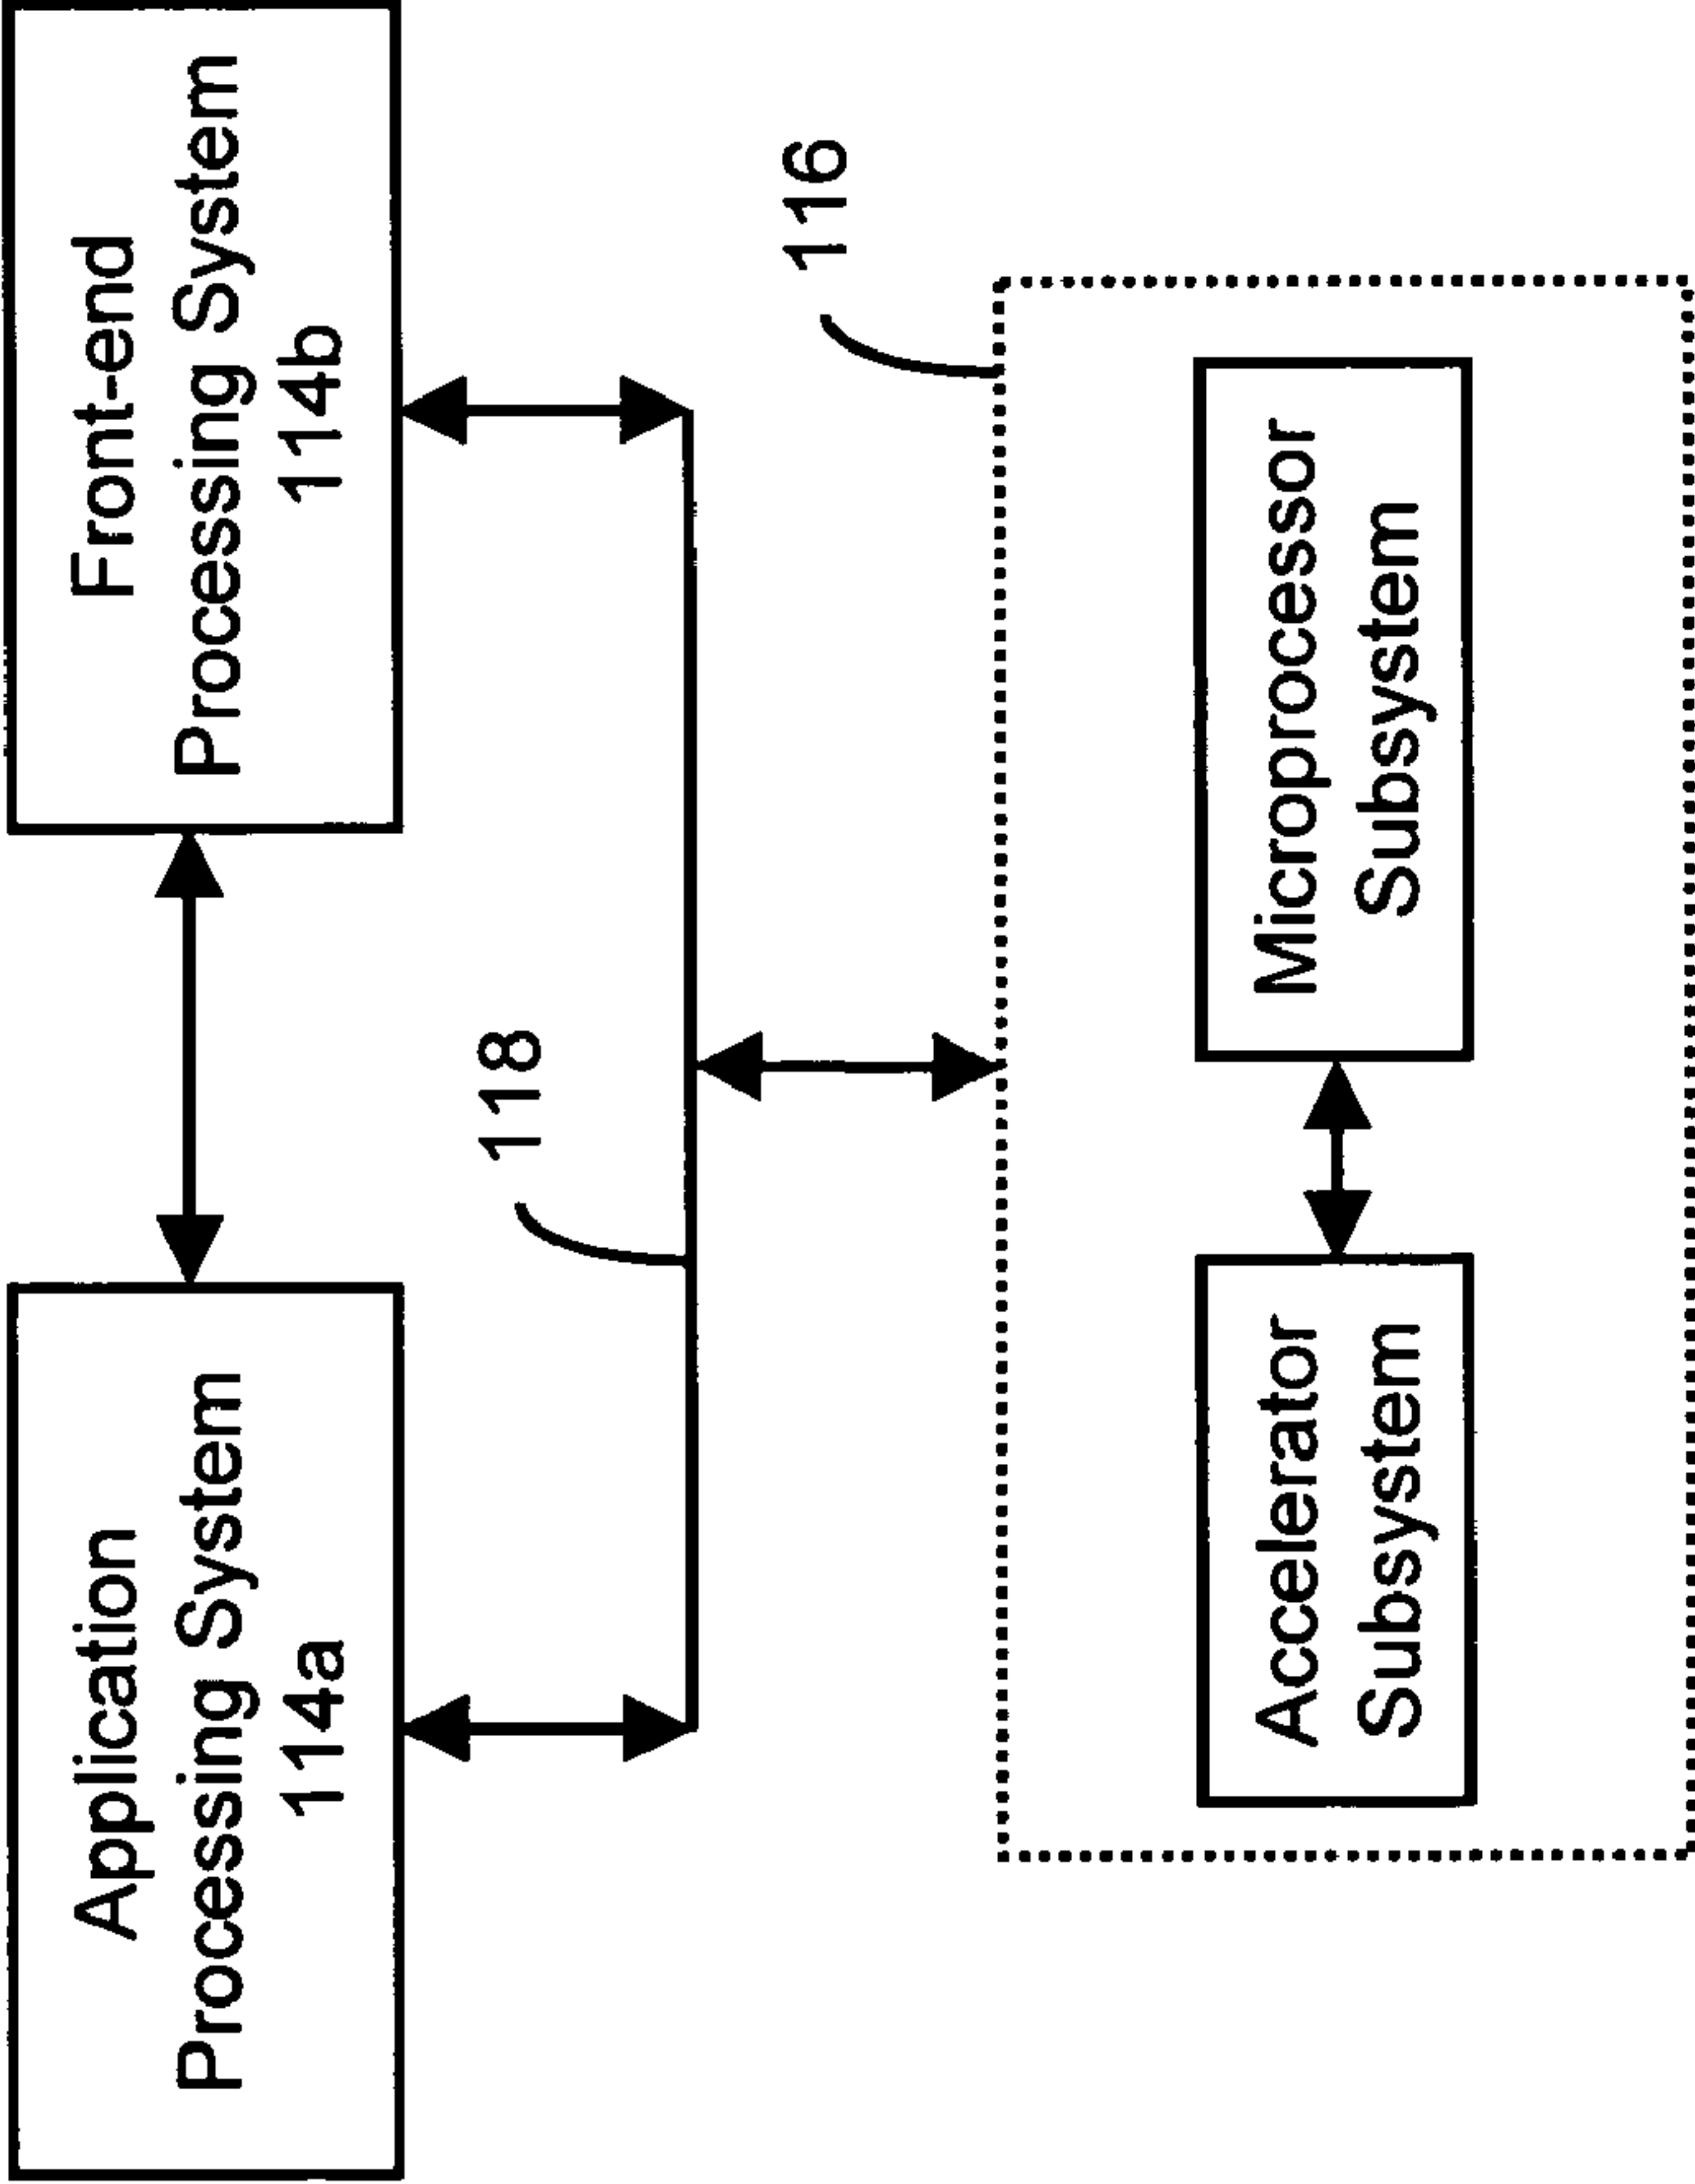 Application
Processing System
114a
Front-end
Processing System
114b
118
116
Accelerator
Subsystem
Microprocessor
Subsystem